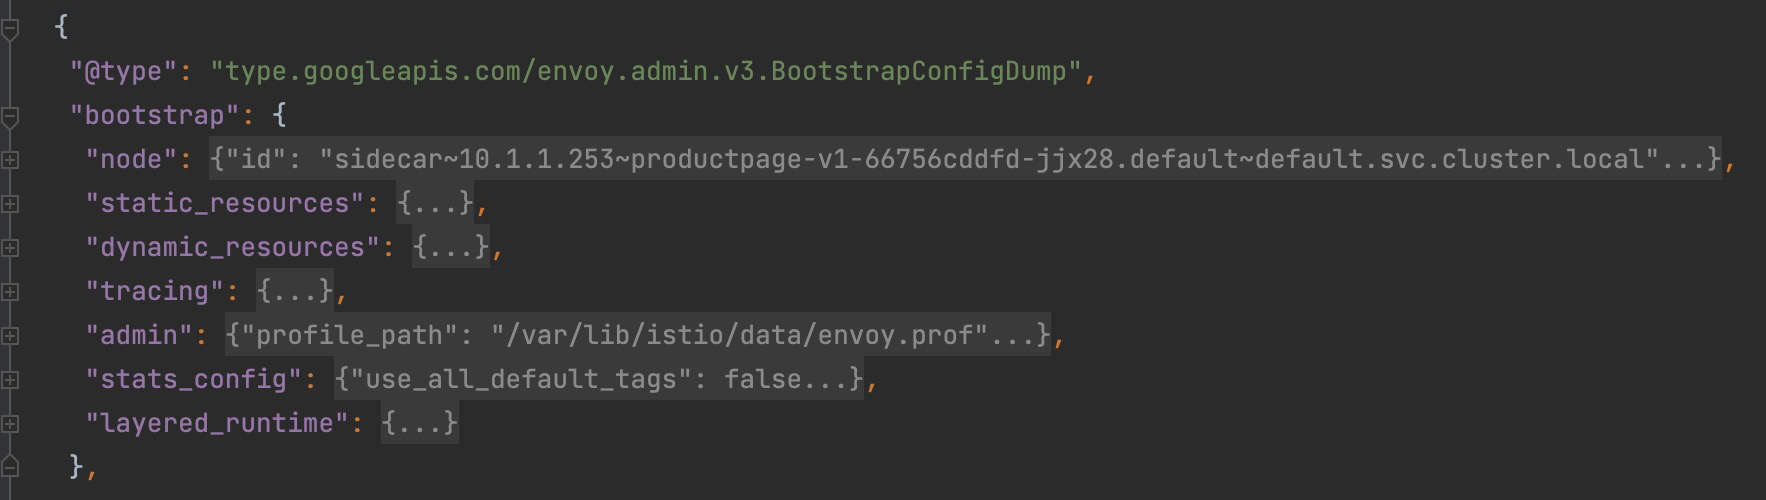 {
"@type": "type.googleapis.com/envoy.admin.v3.BootstrapConfigDump",
"bootstrap": {
"node": {"id": "sidecar~10.1.1.253~productpage-v1-66756cddfd-jjx28.default~default.svc.cluster.local"...},
"static_resources": {...},
"dynamic_resources": {...},
"tracing": {...},
"admin": {"profile_path": "/var/lib/istio/data/envoy.prof"...},
"stats_config": {"use_all_default_tags": false...},
"layered_runtime": {...}
},